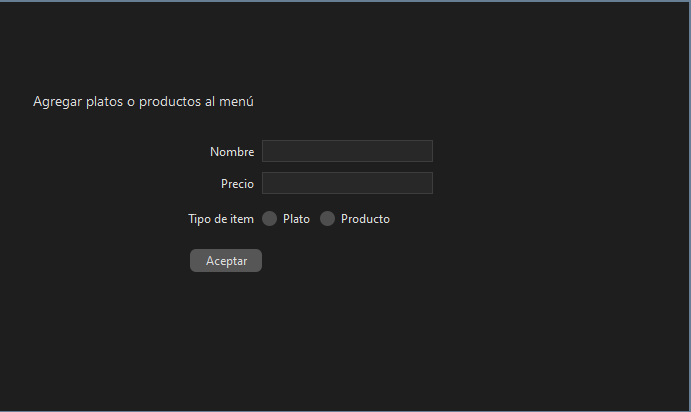 Agregar platos o productos al menú
Nombre
Precio
Tipo de item Plato Producto
Aceptar